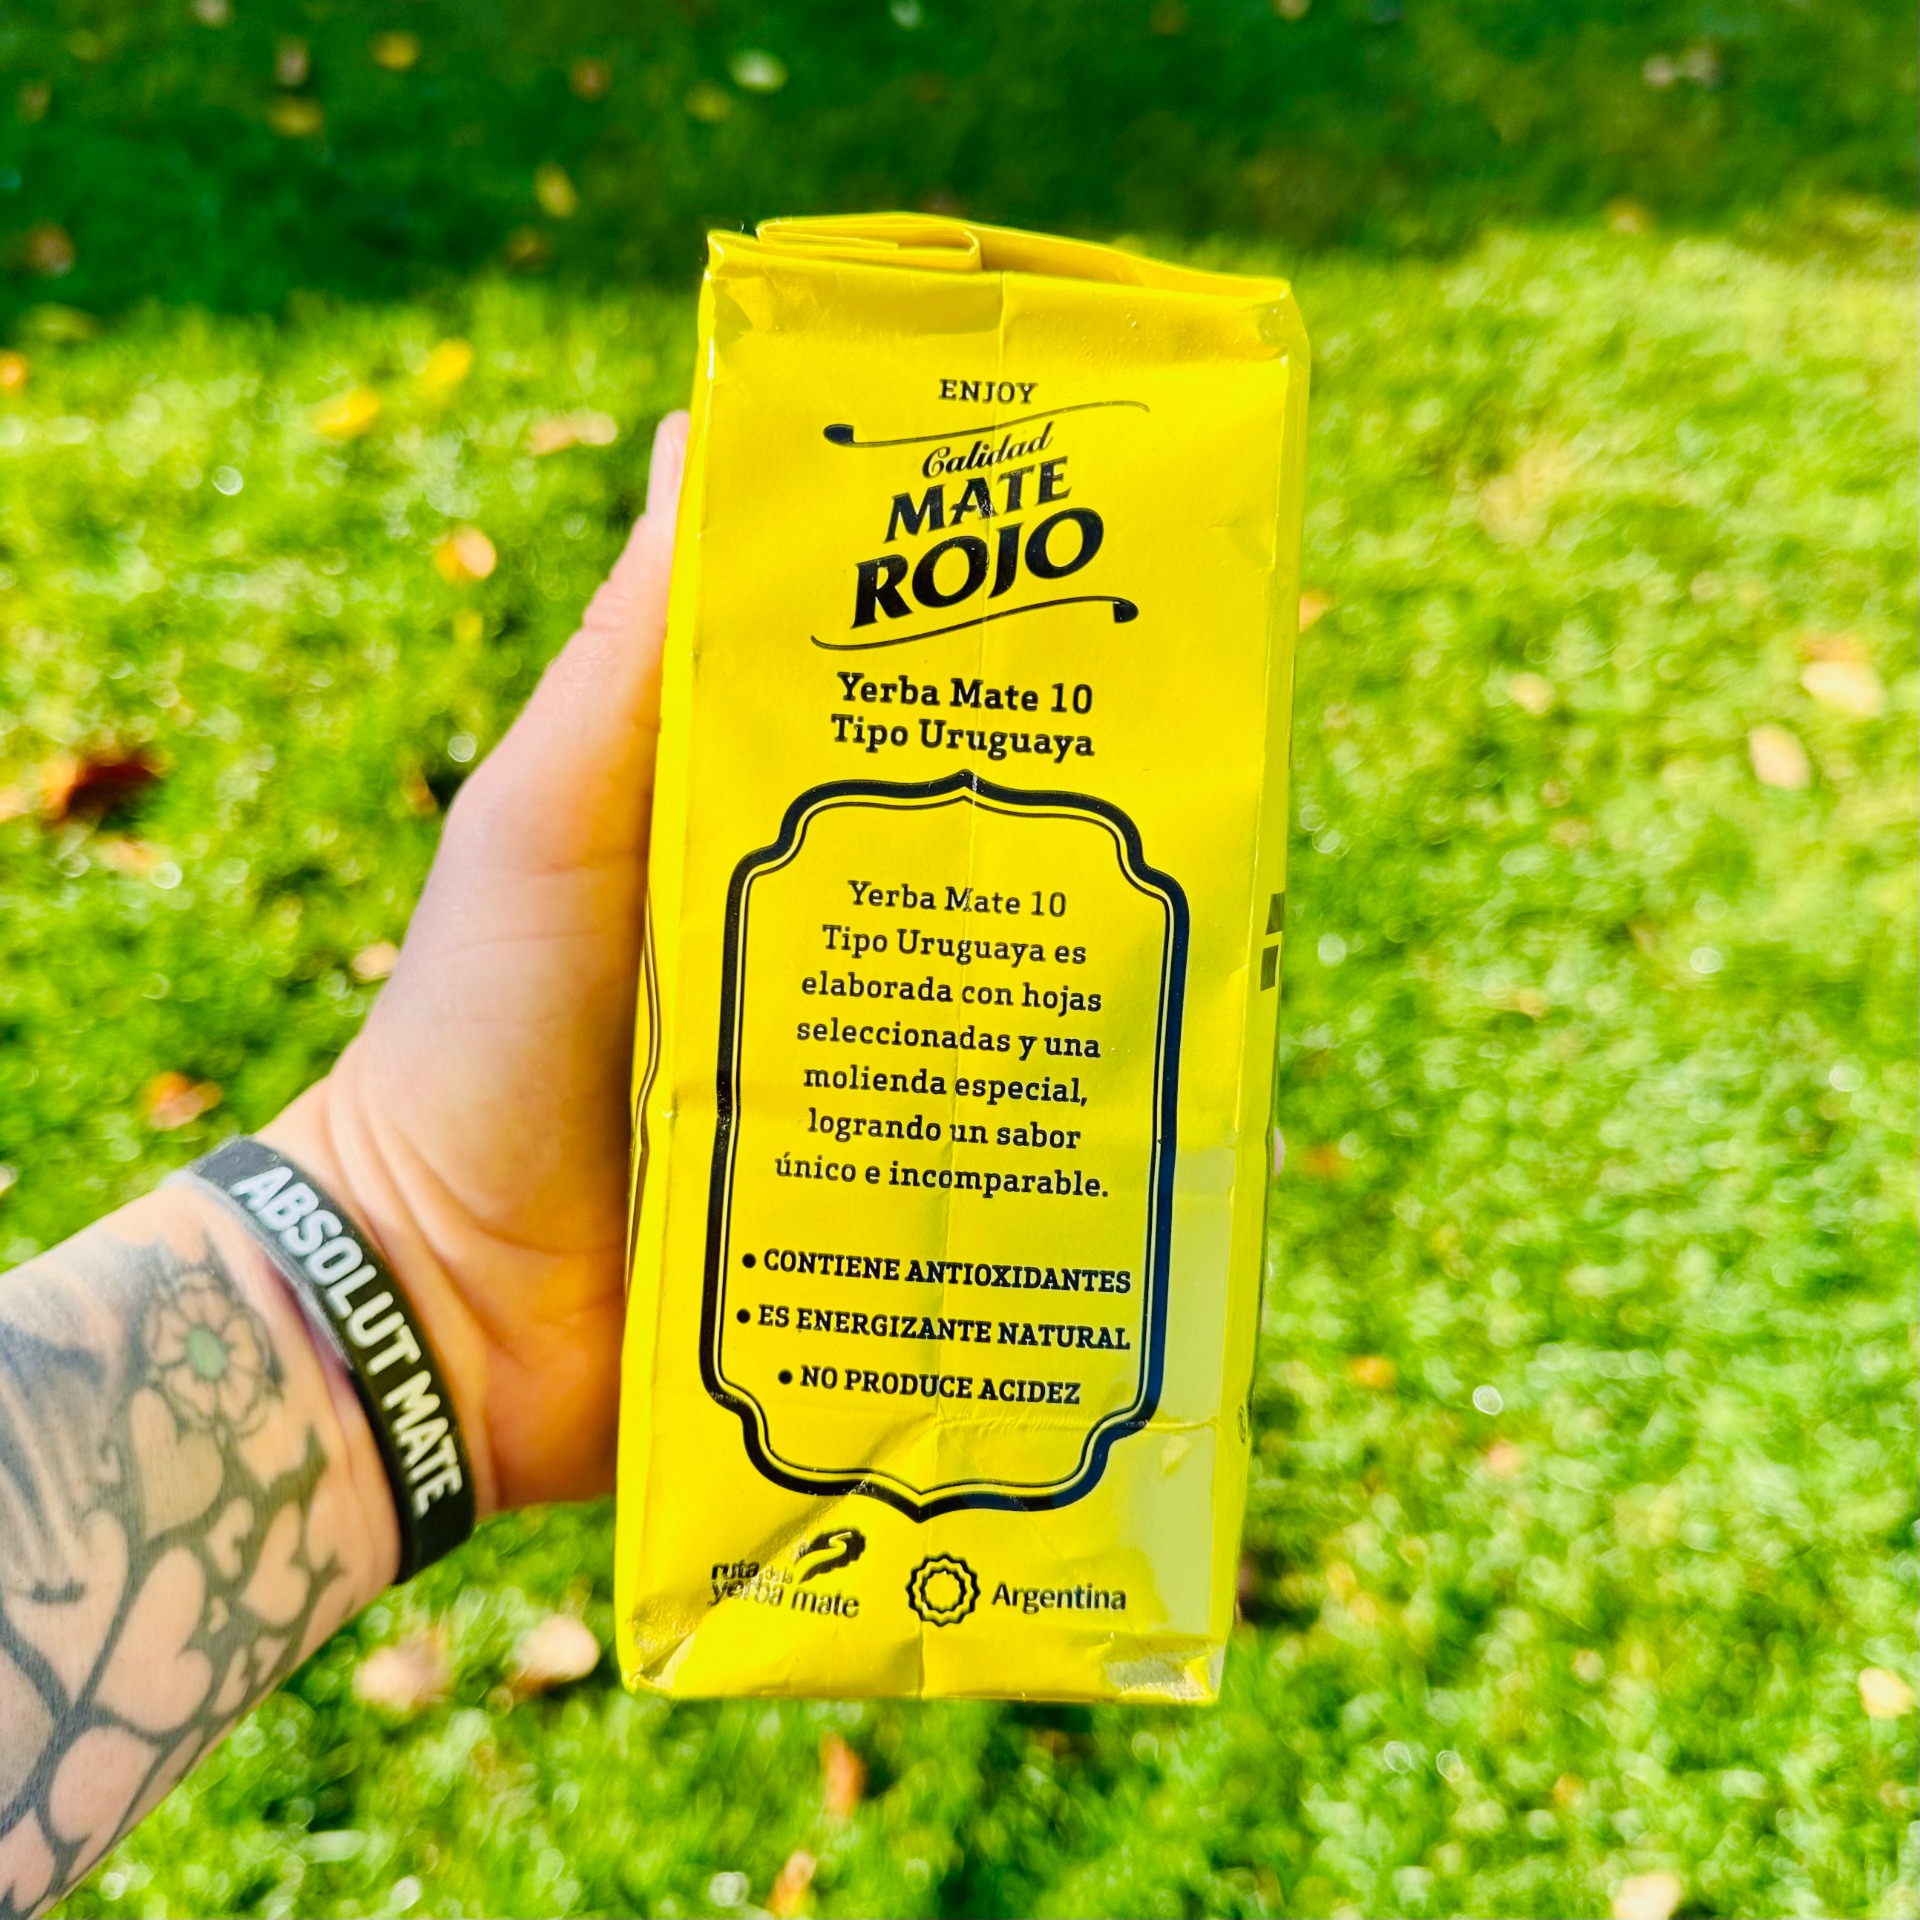 ENJOY
Calidad
MATE
ROJO
Yerba Mate 10
Tipo Uruguaya
Yerba Mate 10
Tipo Uruguaya es
elaborada con hojas
seleccionadas y una
molienda especial,
logrando un sabor
único e incomparable.
• CONTIENE ANTIOXIDANTES
• ES ENERGIZANTE NATURAL
• NO PRODUCE ACIDEZ
ruta de la
yerba mate
Argentina
ABSOLUT MATE